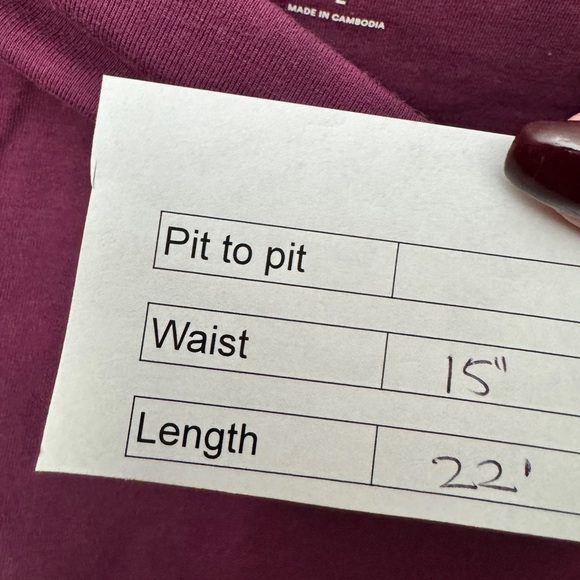 MADE IN CAMBODIA
Pit to pit
Waist 15"
Length 22'